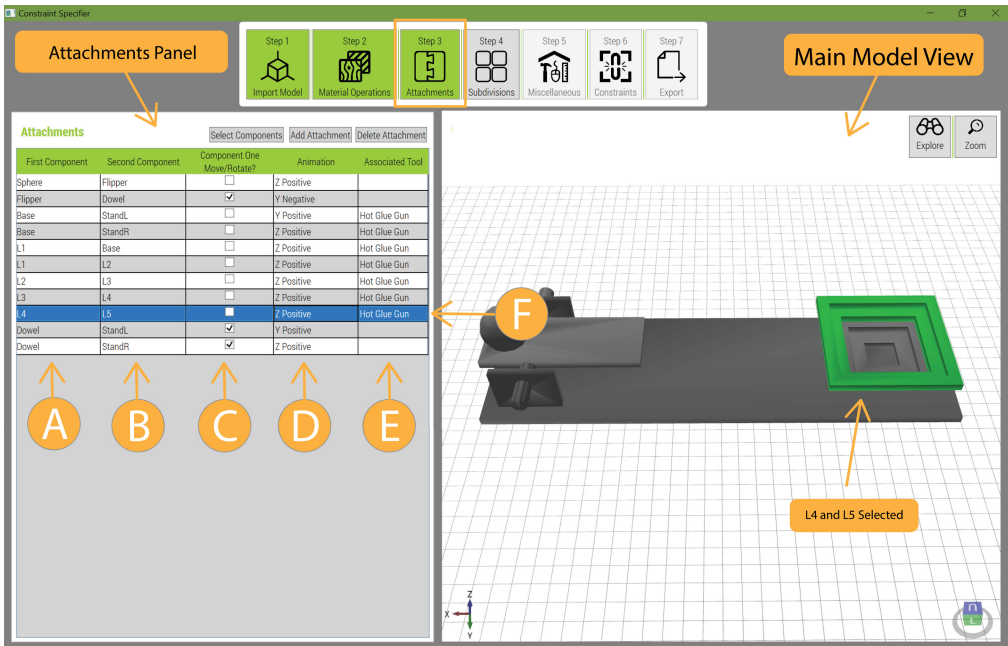 Constraint Specifier
Attachments Panel
Step 1
Import Model
Step 2
Material Operations
Step 3
Attachments
Step 4
Subdivisions
Step 5
Miscellaneous
Step 6
Constraints
Step 7
Export
Main Model View
Attachments
Select Components Add Attachment Delete Attachment
First Component Second Component Component One Move/Rotate? Animation Associated Tool
Sphere Flipper Z Positive
Flipper Dowel Y Negative
Base StandL Y Positive Hot Glue Gun
Base StandR Z Positive Hot Glue Gun
L1 Base Z Positive Hot Glue Gun
L1 L2 Z Positive Hot Glue Gun
L2 L3 Z Positive Hot Glue Gun
L3 L4 Z Positive Hot Glue Gun
L4 L5 Z Positive Hot Glue Gun
Dowel StandL Y Positive
Dowel StandR Z Positive
A B C D E
F
Explore
Zoom
L4 and L5 Selected
Z
X
Y
L